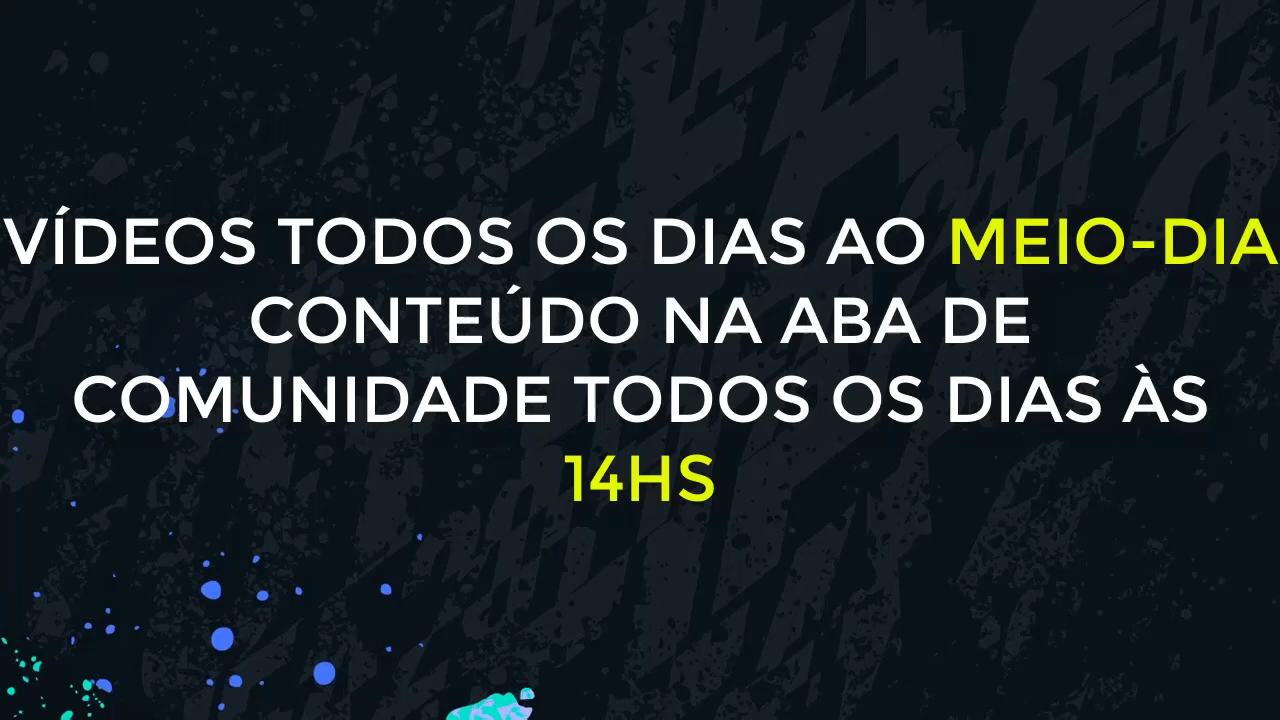 VÍDEOS TODOS OS DIAS AO MEIO-DIA
CONTEÚDO NA ABA DE
COMUNIDADE TODOS OS DIAS ÀS
14HS